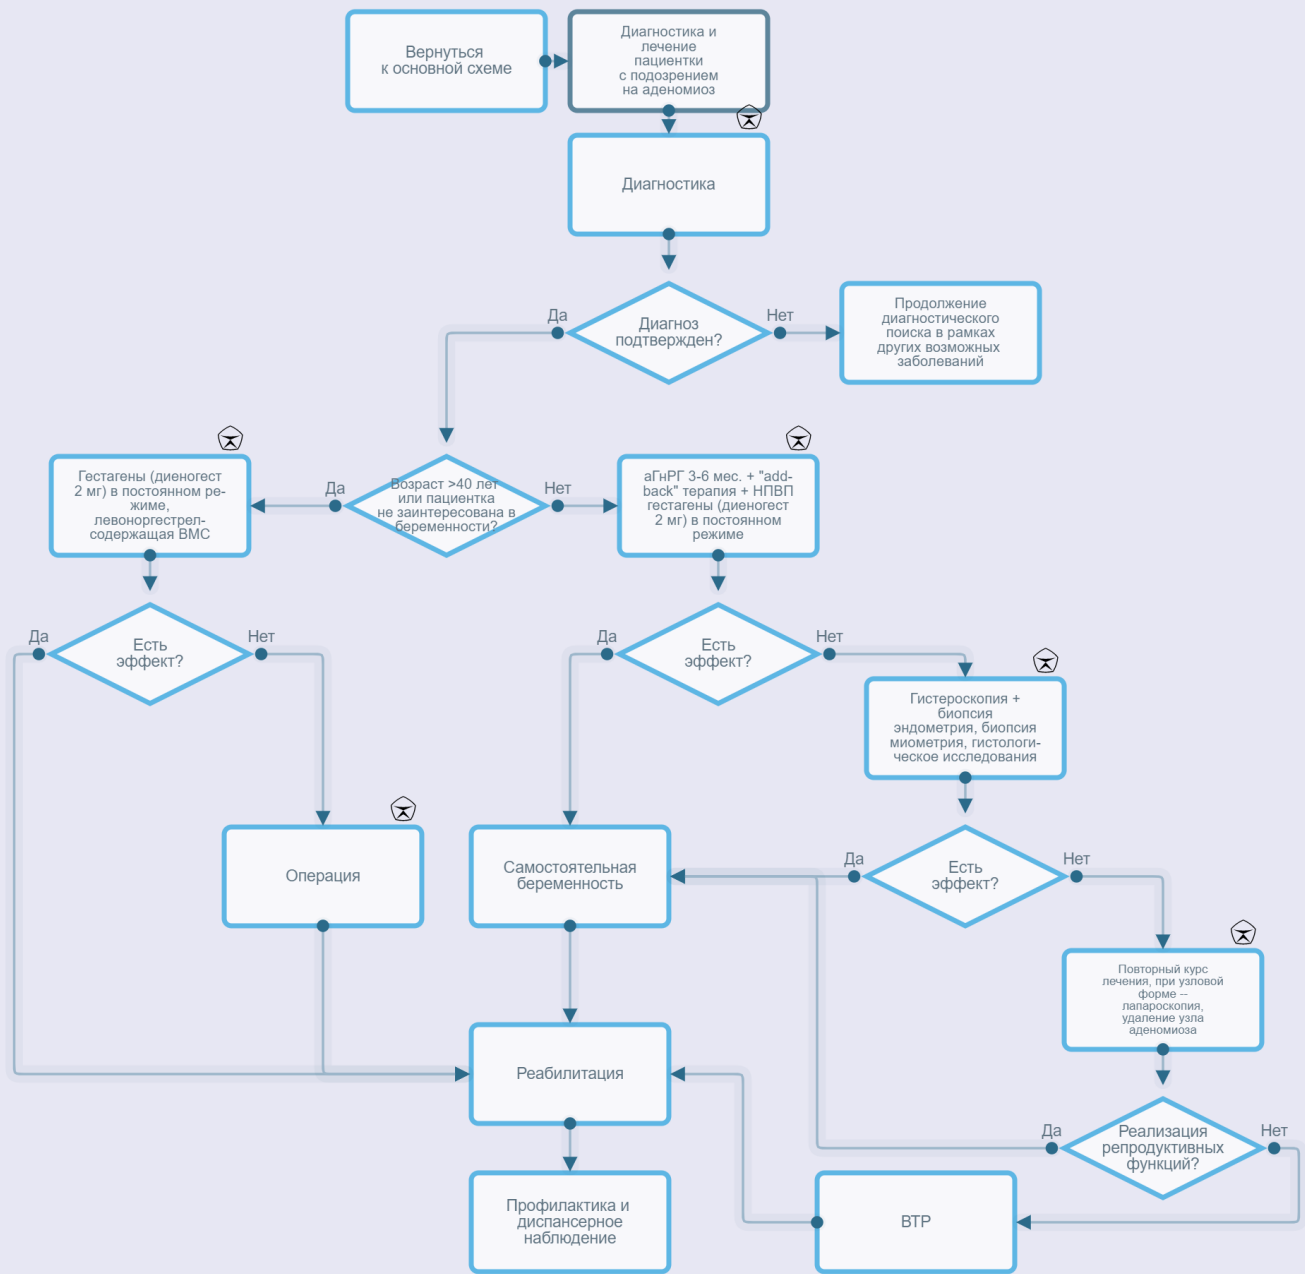 Вернуться
к основной схеме
Диагностика и
лечение
пациентки
с подозрением
на аденомиоз
Диагностика
Да
Диагноз
подтвержден?
Нет
Продолжение
диагностического
поиска в рамках
других возможных
заболеваний
Гестагены (диеногест
2 мг) в постоянном ре-
жиме,
левоноргестрел-
содержащая ВМС
Да
Возраст >40 лет
или пациентка
не заинтересована в
беременности?
Нет
аГнРГ 3-6 мес. + "add-
back" терапия + НПВП
гестагены (диеногест
2 мг) в постоянном
режиме
Да
Есть
эффект?
Нет
Да
Есть
эффект?
Нет
Гистероскопия +
биопсия
эндометрия, биопсия
миометрия, гистологи-
ческое исследования
Операция
Самостоятельная
беременность
Да
Есть
эффект?
Нет
Повторный курс
лечения, при узловой
форме –
лапароскопия,
удаление узла
аденомиоза
Реабилитация
Да
Реализация
репродуктивных
функций?
Нет
Профилактика и
диспансерное
наблюдение
ВТР